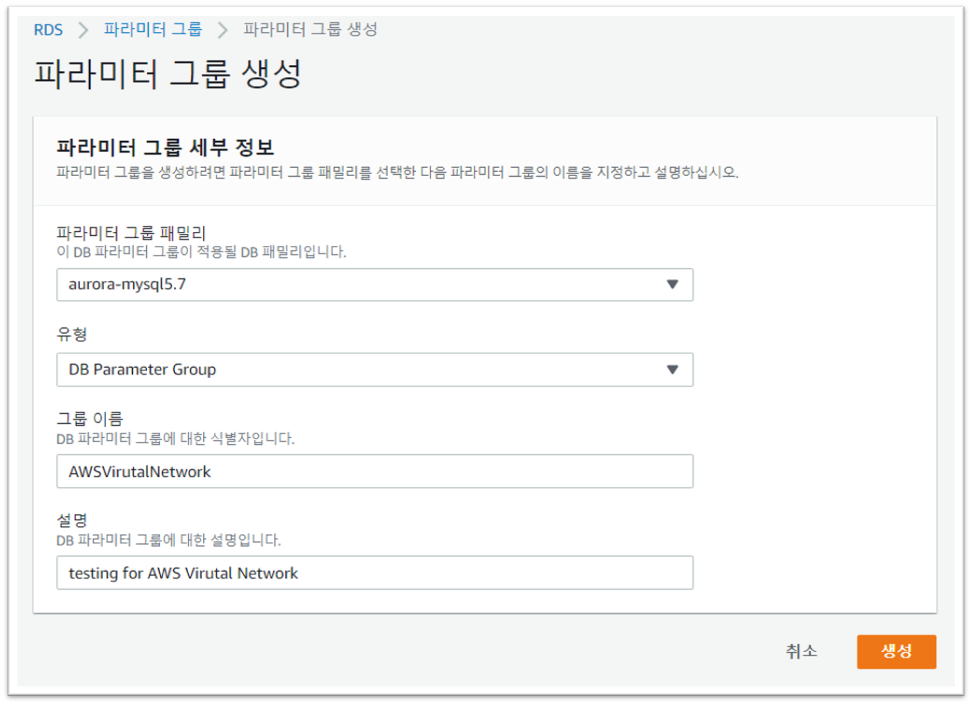 RDS > 파라미터 그룹 > 파라미터 그룹 생성
파라미터 그룹 생성
파라미터 그룹 세부 정보
파라미터 그룹을 생성하려면 파라미터 그룹 패밀리를 선택한 다음 파라미터 그룹의 이름을 지정하고 설명하십시오.
파라미터 그룹 패밀리
이 DB 파라미터 그룹이 적용될 DB 패밀리입니다.
aurora-mysql5.7
유형
DB Parameter Group
그룹 이름
DB 파라미터 그룹에 대한 식별자입니다.
AWSVirutalNetwork
설명
DB 파라미터 그룹에 대한 설명입니다.
testing for AWS Virutal Network
취소 생성